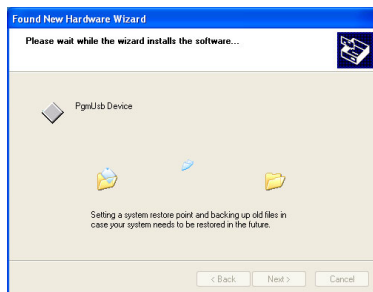 Found New Hardware Wizard
Please wait while the wizard installs the software...
PgmUsb Device
Setting a system restore point and backing up old files in
case your system needs to be restored in the future.
< Back
Next >
Cancel